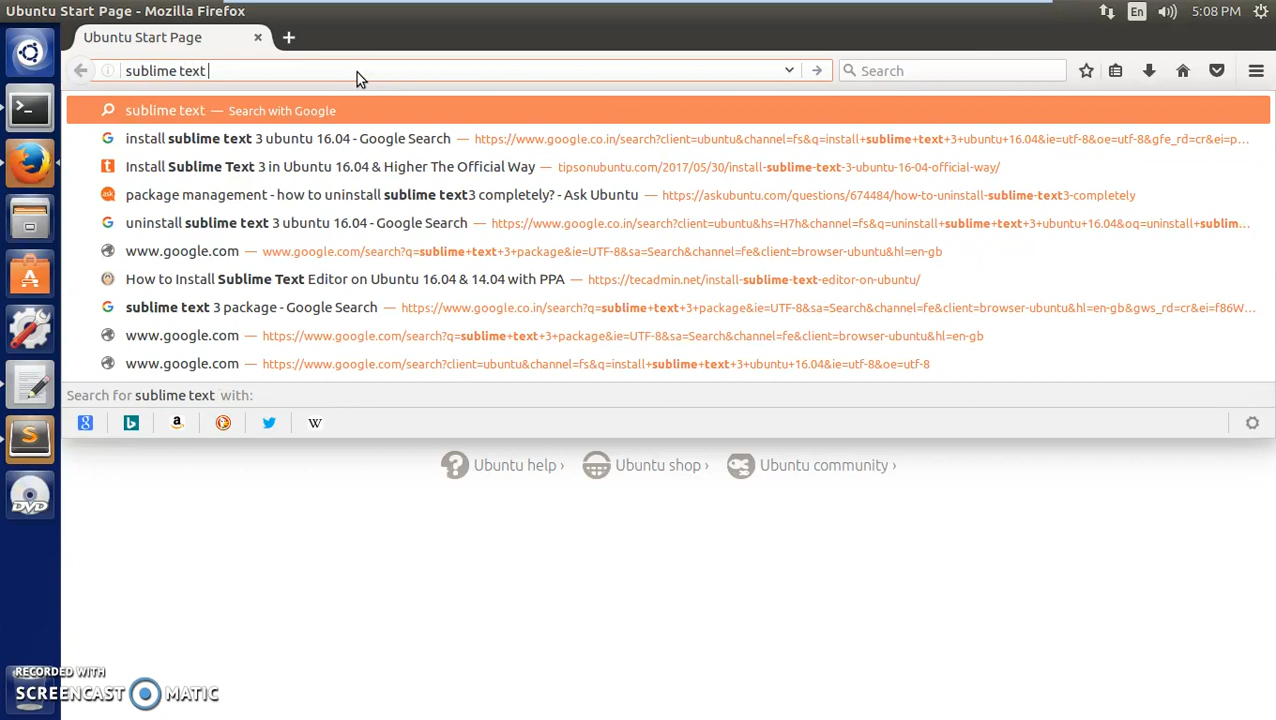 Ubuntu Start Page - Mozilla Firefox
En
5:08 PM
Ubuntu Start Page
sublime text
Search
sublime text — Search with Google
install sublime text 3 ubuntu 16.04 - Google Search — https://www.google.co.in/search?client=ubuntu&channel=fs&q=install+sublime+text+3+ubuntu+16.04&ie=utf-8&oe=utf-8&gfe_rd=cr&ei=p...
Install Sublime Text 3 in Ubuntu 16.04 & Higher The Official Way — tipsonubuntu.com/2017/05/30/install-sublime-text-3-ubuntu-16-04-official-way/
package management - how to uninstall sublime text3 completely? - Ask Ubuntu — https://askubuntu.com/questions/674484/how-to-uninstall-sublime-text3-completely
uninstall sublime text 3 ubuntu 16.04 - Google Search — https://www.google.co.in/search?client=ubuntu&hs=H7h&channel=fs&q=uninstall+sublime+text+3+ubuntu+16.04&oq=uninstall+sublim...
www.google.com — www.google.com/search?q=sublime+text+3+package&ie=UTF-8&sa=Search&channel=fe&client=browser-ubuntu&hl=en-gb
How to Install Sublime Text Editor on Ubuntu 16.04 & 14.04 with PPA — https://tecadmin.net/install-sublime-text-editor-on-ubuntu/
sublime text 3 package - Google Search — https://www.google.co.in/search?q=sublime+text+3+package&ie=UTF-8&sa=Search&channel=fe&client=browser-ubuntu&hl=en-gb&gws_rd=cr&ei=f86W...
www.google.com — https://www.google.com/search?q=sublime+text+3+package&ie=UTF-8&sa=Search&channel=fe&client=browser-ubuntu&hl=en-gb
www.google.com — https://www.google.com/search?client=ubuntu&channel=fs&q=install+sublime+text+3+ubuntu+16.04&ie=utf-8&oe=utf-8
Search for sublime text with:
Ubuntu help › Ubuntu shop › Ubuntu community ›
RECORDED WITH
SCREENCAST MATIC